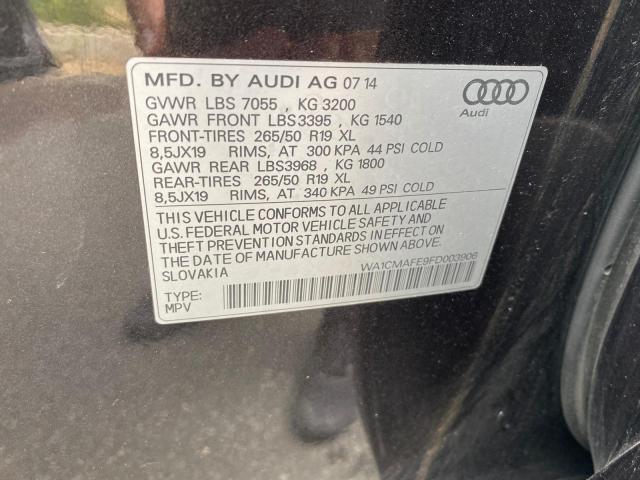 MFD. BY AUDI AG 07 14
GVWR LBS 7055 , KG 3200
GAWR FRONT LBS3395 , KG 1540
FRONT-TIRES 265/50 R19 XL
8,5JX19 RIMS, AT 300 KPA 44 PSI COLD
GAWR REAR LBS3968 , KG 1800
REAR-TIRES 265/50 R19 XL
8,5JX19 RIMS, AT 340 KPA 49 PSI COLD
Audi
THIS VEHICLE CONFORMS TO ALL APPLICABLE
U.S. FEDERAL MOTOR VEHICLE SAFETY AND
THEFT PREVENTION STANDARDS IN EFFECT ON
THE DATE OF MANUFACTURE SHOWN ABOVE.
SLOVAKIA
WA1CMAFE9FD003906
TYPE:
MPV